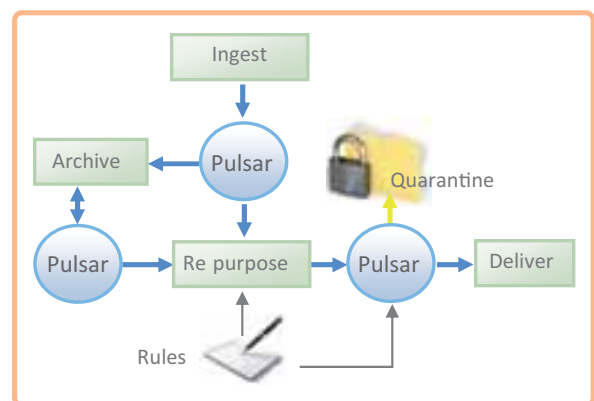 Ingest
Pulsar
Archive
Quarantine
Pulsar
Re purpose
Pulsar
Deliver
Rules